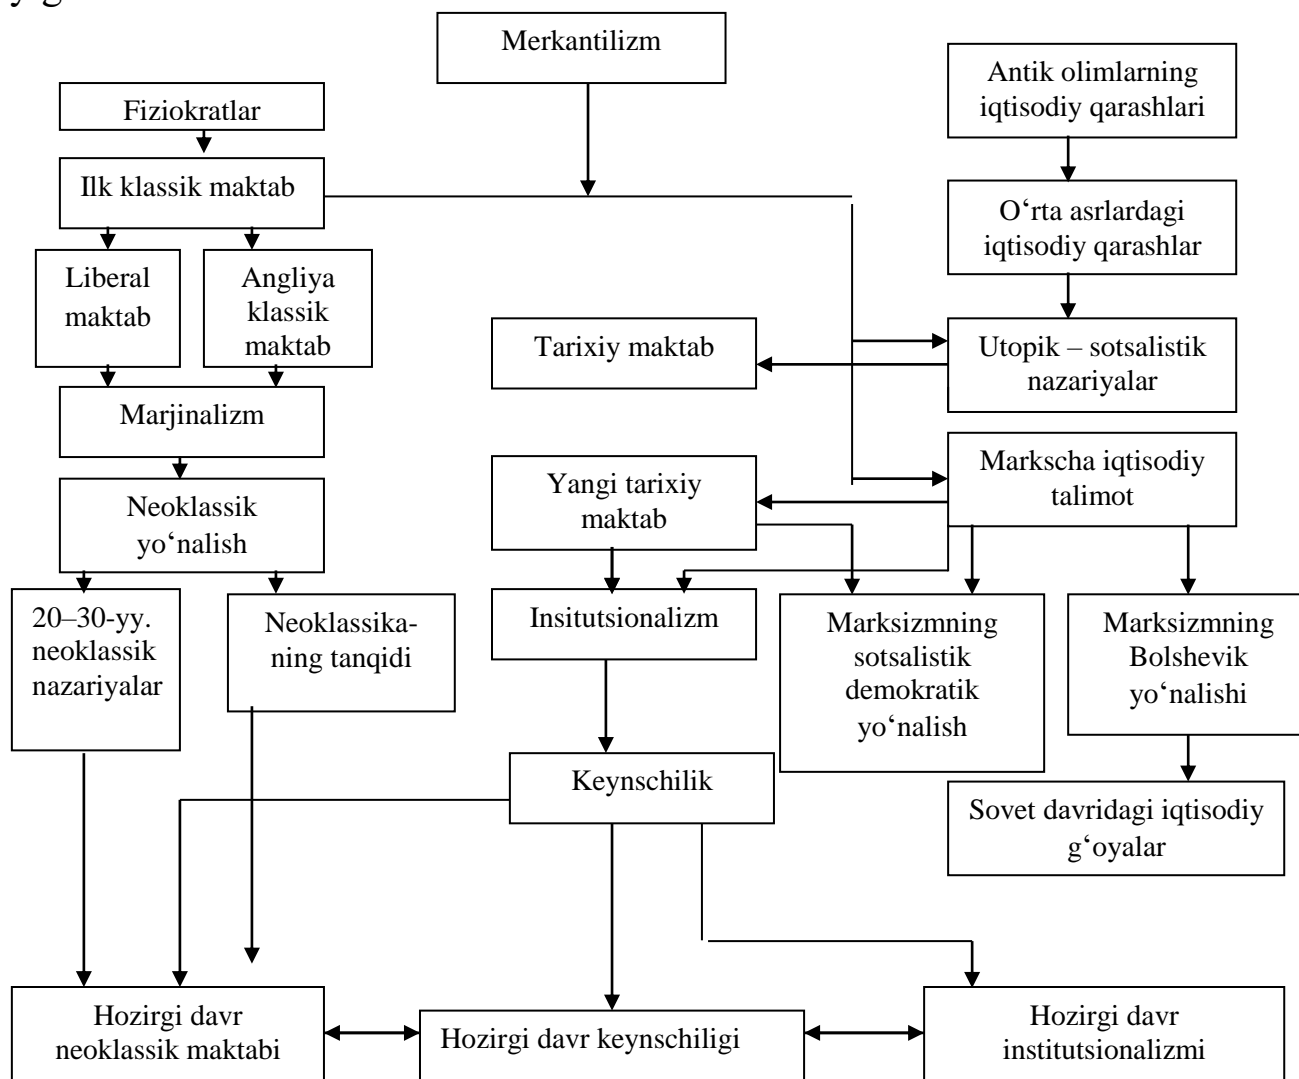 Merkantilizm
Antik olimlarning
iqtisodiy qarashlari
Fiziokratlar
Ilk klassik maktab
O‘rta asrlardagi
iqtisodiy qarashlar
Liberal
maktab
Angliya
klassik
maktab
Tarixiy maktab
Utopik – sotsalistik
nazariyalar
Marjinalizm
Markscha iqtisodiy
talimot
Yangi tarixiy
maktab
Neoklassik
yo‘nalish
20–30-yy.
neoklassik
nazariyalar
Neoklassika-
ning tanqidi
Insitutsionalizm
Marksizmning
sotsalistik
demokratik
yo‘nalish
Marksizmning
Bolshevik
yo‘nalishi
Keynschilik
Sovet davridagi iqtisodiy
g‘oyalar
Hozirgi davr
neoklassik maktabi
Hozirgi davr keynschiligi
Hozirgi davr
institutsionalizmi